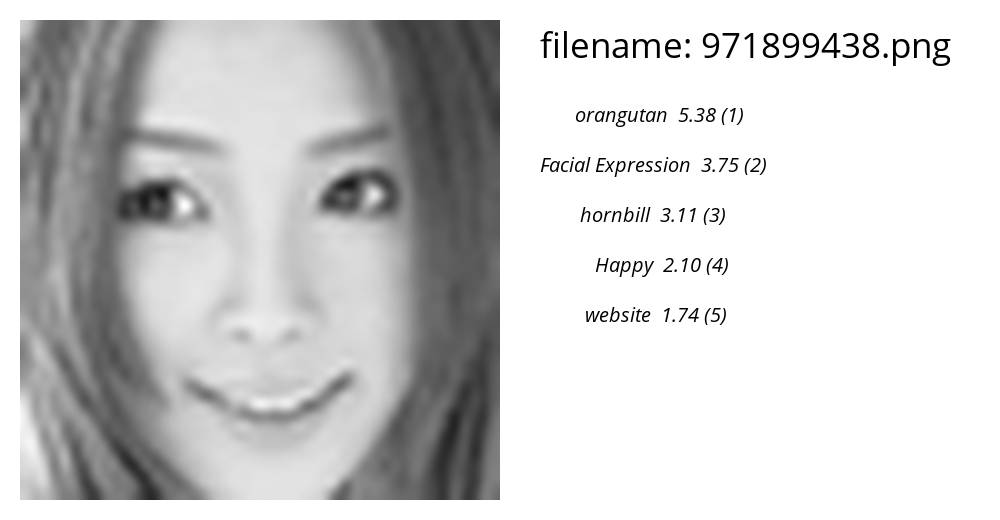 filename: 971899438.png
orangutan 5.38 (1)
Facial Expression 3.75 (2)
hornbill 3.11 (3)
Happy 2.10 (4)
website 1.74 (5)